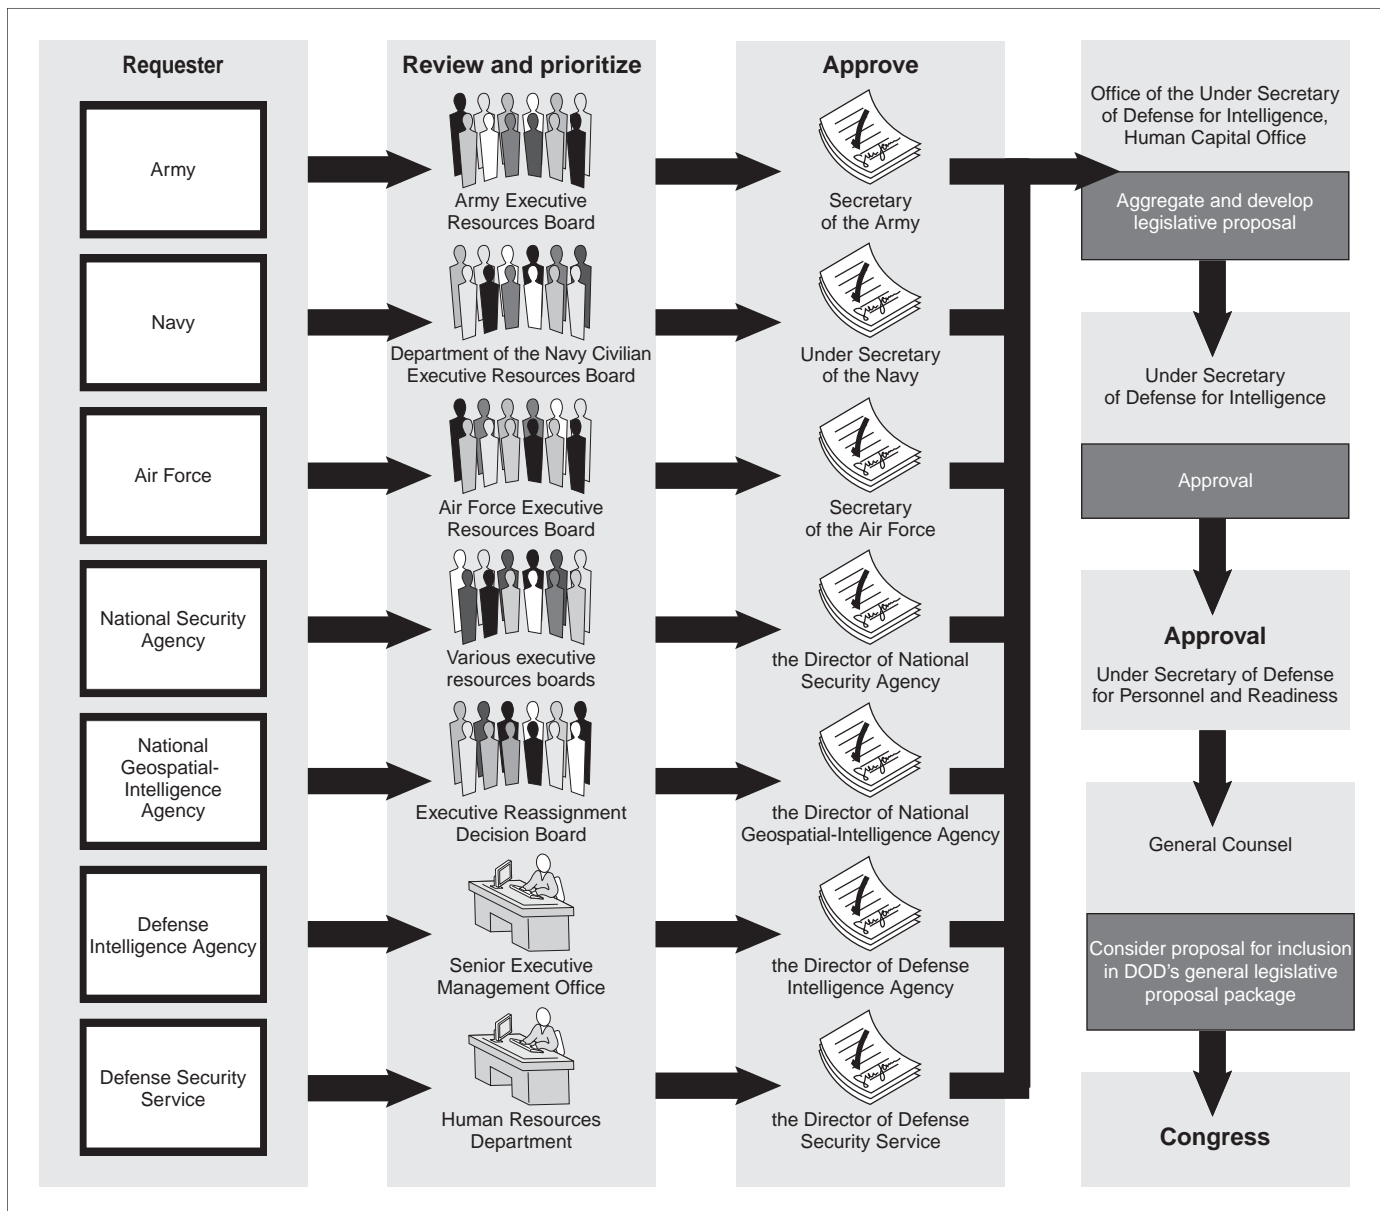 Requester
Army
Navy
Air Force
National Security
Agency
National
Geospatial-
Intelligence
Agency
Defense
Intelligence Agency
Defense Security
Service
Review and prioritize
Army Executive
Resources Board
Department of the Navy Civilian
Executive Resources Board
Air Force Executive
Resources Board
Various executive
resources boards
Executive Reassignment
Decision Board
Senior Executive
Management Office
Human Resources
Department
Approve
Secretary
of the Army
Under Secretary
of the Navy
Secretary
of the Air Force
the Director of National
Security Agency
the Director of National
Geospatial-Intelligence Agency
the Director of Defense
Intelligence Agency
the Director of Defense
Security Service
Office of the Under Secretary
of Defense for Intelligence,
Human Capital Office
Aggregate and develop
legislative proposal
Under Secretary
of Defense for Intelligence
Approval
Approval
Under Secretary of Defense
for Personnel and Readiness
General Counsel
Consider proposal for inclusion
in DOD's general legislative
proposal package
Congress